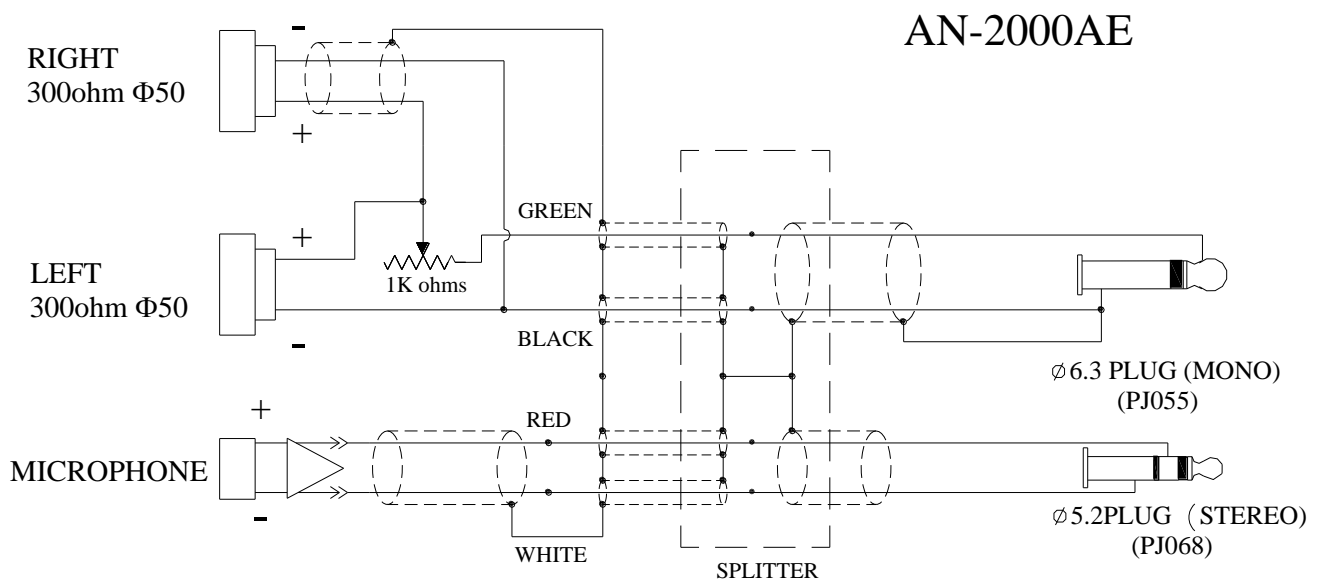 AN-2000AE
-
RIGHT
300ohm Φ50
+
GREEN
+
LEFT
300ohm Φ50
1K ohms
-
BLACK
∅6.3 PLUG (MONO)
(PJ055)
+
RED
MICROPHONE
-
WHITE
∅5.2PLUG (STEREO)
(PJ068)
SPLITTER